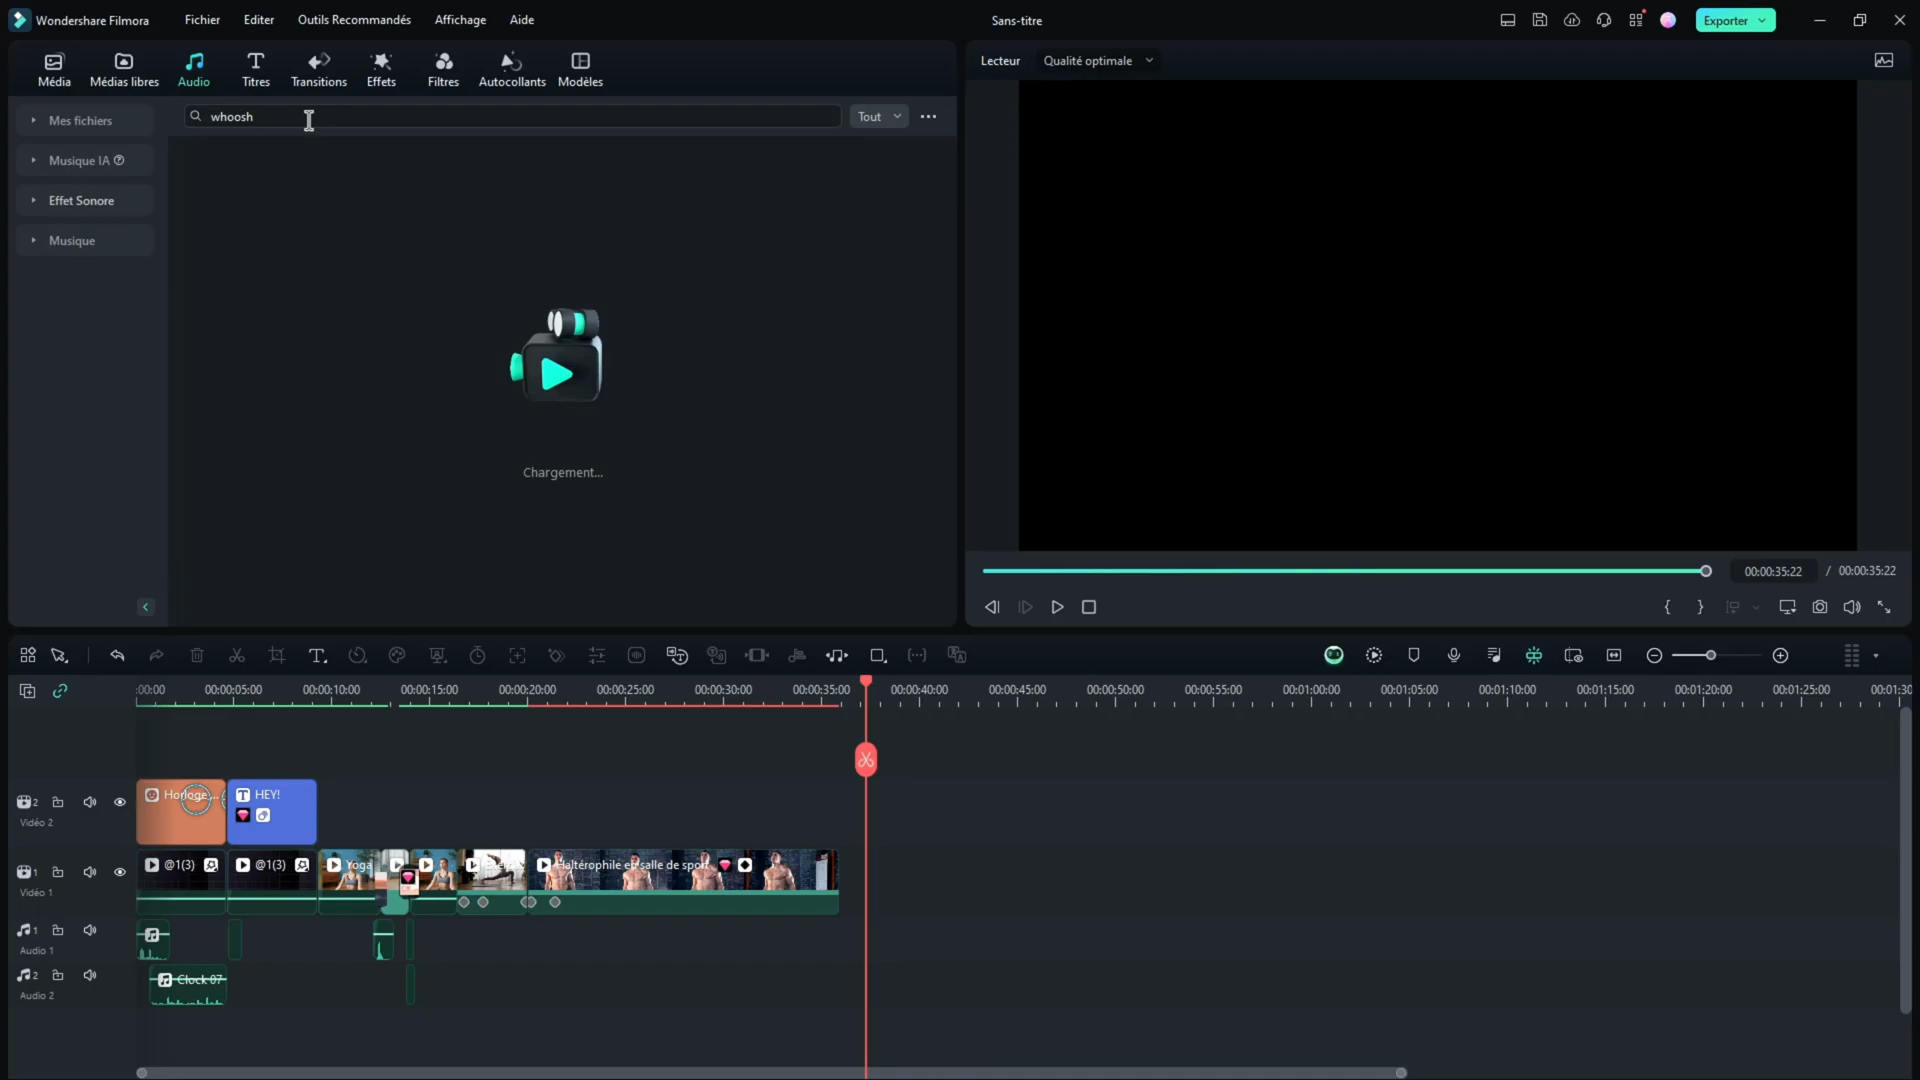 Wondershare Filmora
Fichier
Editer
Outils Recommandés
Affichage
Aide
Sans-titre
Exporter
Média
Médias libres
Audio
Titres
Transitions
Effets
Filtres
Autocollants
Modèles
Lecteur
Qualité optimale
Mes fichiers
Musique IA
Effet Sonore
Musique
whoosh
Tout
Chargement...
00:00:35:22 / 00:00:35:22
:00:00 00:00:05:00 00:00:10:00 00:00:15:00 00:00:20:00 00:00:25:00 00:00:30:00 00:00:35:00 00:00:40:00 00:00:45:00 00:00:50:00 00:00:55:00 00:01:00:00 00:01:05:00 00:01:10:00 00:01:15:00 00:01:20:00 00:01:25:00 00:01:30
2
Vidéo 2
Horloge ...
HEY!
1
Vidéo 1
@1(3)
@1(3)
Yoga
Haltérophile en salle de sport
1
Audio 1
2
Audio 2
Clock 07